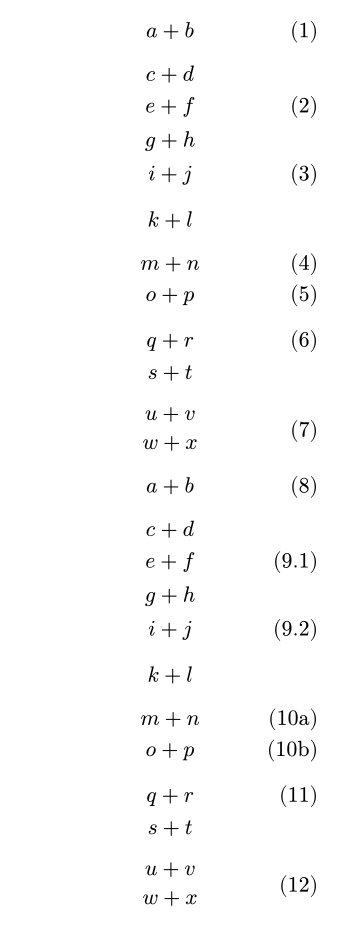 a + b (1)
c + d
e + f (2)
g + h
i + j (3)
k + l
m + n (4)
o + p (5)
q + r (6)
s + t
u + v
(7)
w + x
a + b (8)
c + d
e + f (9.1)
g + h
i + j (9.2)
k + l
m + n (10a)
o + p (10b)
q + r (11)
s + t
u + v
(12)
w + x